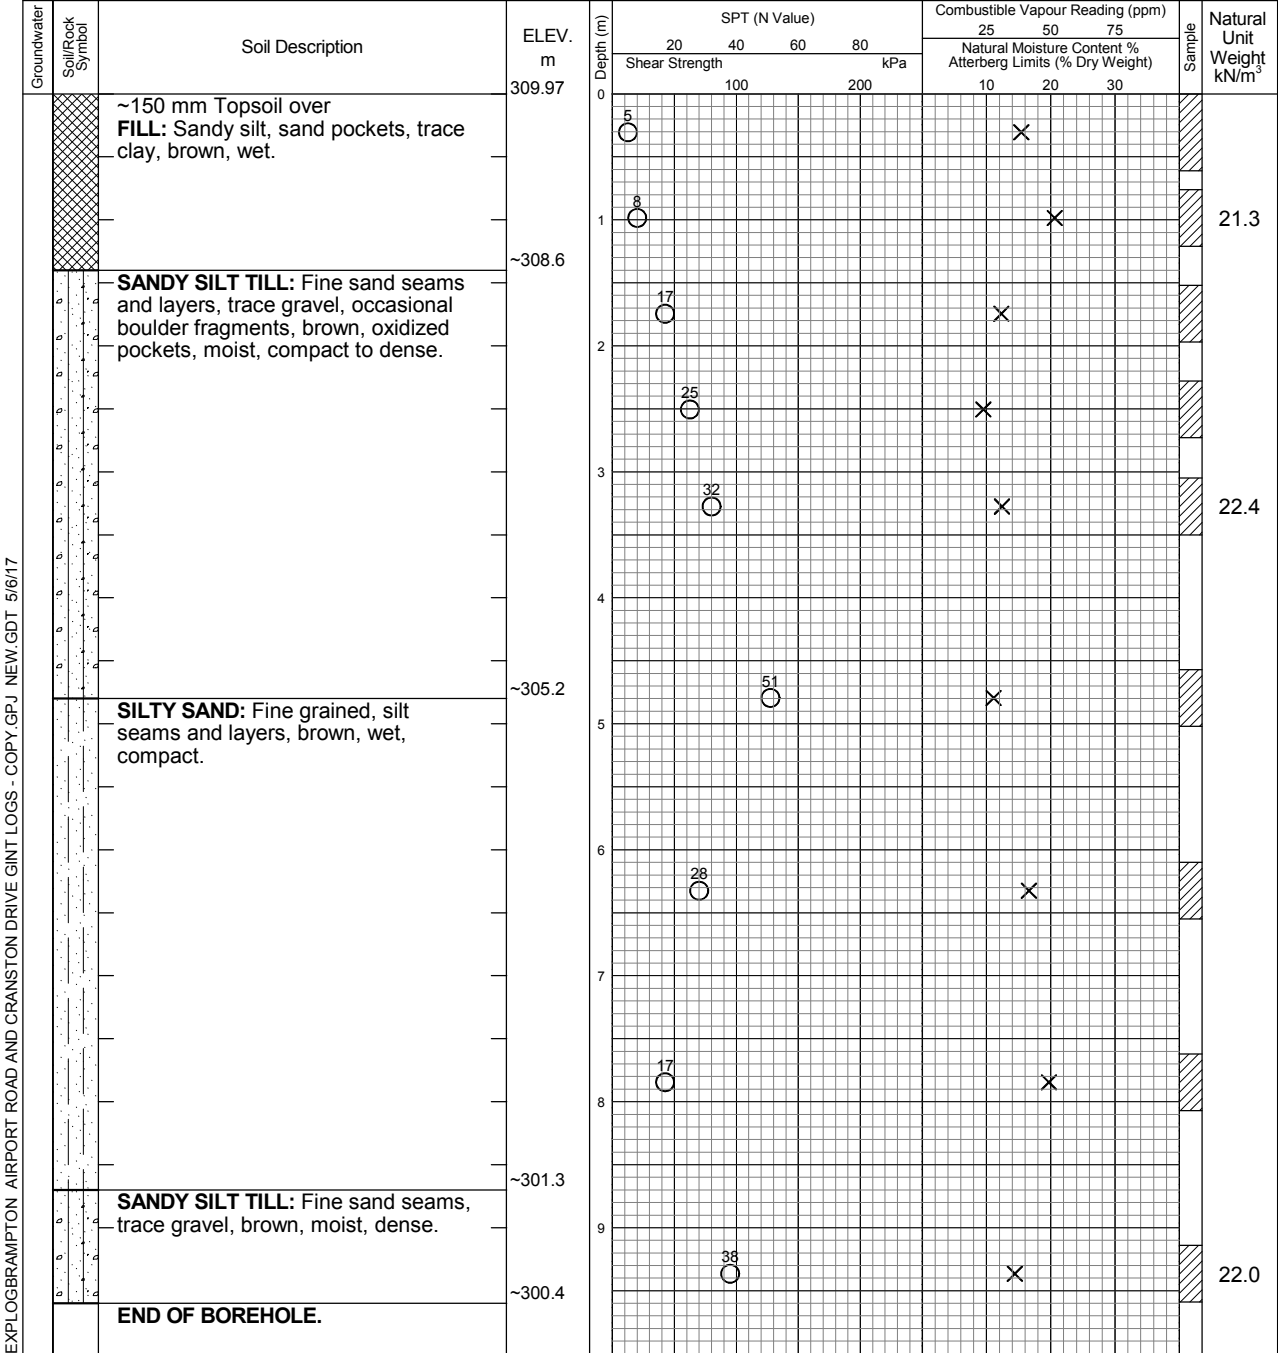 Groundwater
Soil/Rock
Symbol
Soil Description
ELEV.
m
309.97
Depth (m)
SPT (N Value)
20 40 60 80
Shear Strength kPa
100 200
Combustible Vapour Reading (ppm)
25 50 75
Natural Moisture Content %
Atterberg Limits (% Dry Weight)
10 20 30
Sample
Natural
Unit
Weight
kN/m³
0
~150 mm Topsoil over
FILL: Sandy silt, sand pockets, trace
clay, brown, wet.
5
8
1
21.3
~308.6
SANDY SILT TILL: Fine sand seams
and layers, trace gravel, occasional
boulder fragments, brown, oxidized
pockets, moist, compact to dense.
17
2
25
3
32
22.4
4
51
~305.2
SILTY SAND: Fine grained, silt
seams and layers, brown, wet,
compact.
5
6
28
7
17
8
~301.3
SANDY SILT TILL: Fine sand seams,
trace gravel, brown, moist, dense.
9
38
22.0
~300.4
END OF BOREHOLE.
EXPLOGBRAMPTON AIRPORT ROAD AND CRANSTON DRIVE GINT LOGS - COPY.GPJ NEW.GDT 5/6/17